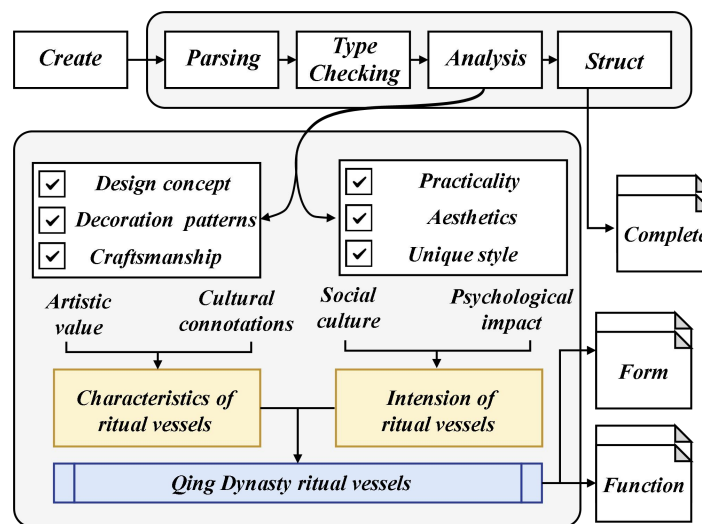 Create
Parsing
Type
Checking
Analysis
Struct
Design concept
Decoration patterns
Craftsmanship
Practicality
Aesthetics
Unique style
Complete
Artistic
value
Cultural
connotations
Social
culture
Psychological
impact
Characteristics of
ritual vessels
Intension of
ritual vessels
Form
Qing Dynasty ritual vessels
Function